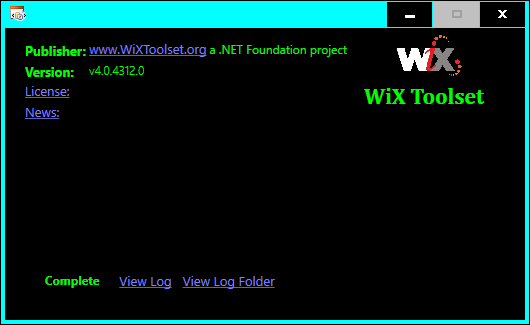 Publisher: www.WiXToolset.org a .NET Foundation project
Version: v4.0.4312.0
License:
News:
WiX
WiX Toolset
Complete View Log View Log Folder